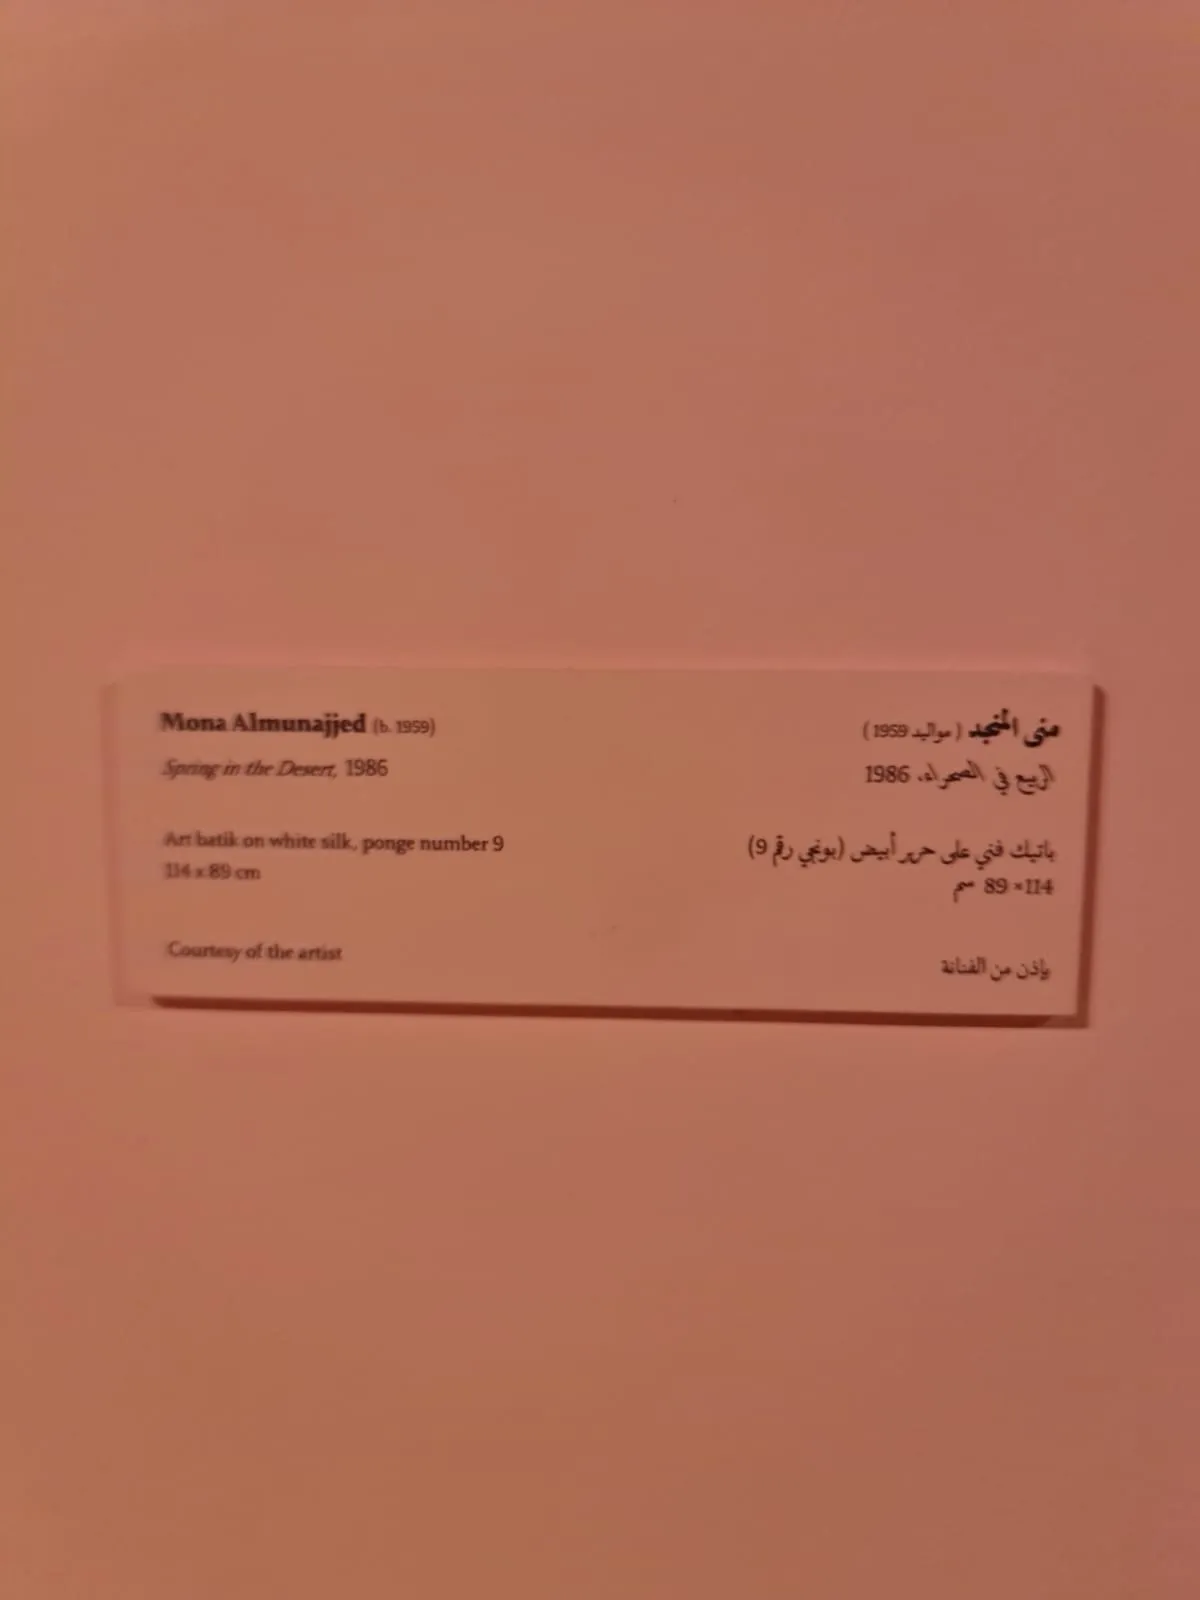 Mona Almunajjed (b. 1959)
Spring in the Desert, 1986
Art batik on white silk, ponge number 9
114 x 89 cm
Courtesy of the artist
منى المنجد ( مواليد 1959 )
الربيع في الصحراء، 1986
باتيك فني على حرير أبيض (بونجي رقم 9)
114× 89 سم
بإذن من الفنانة